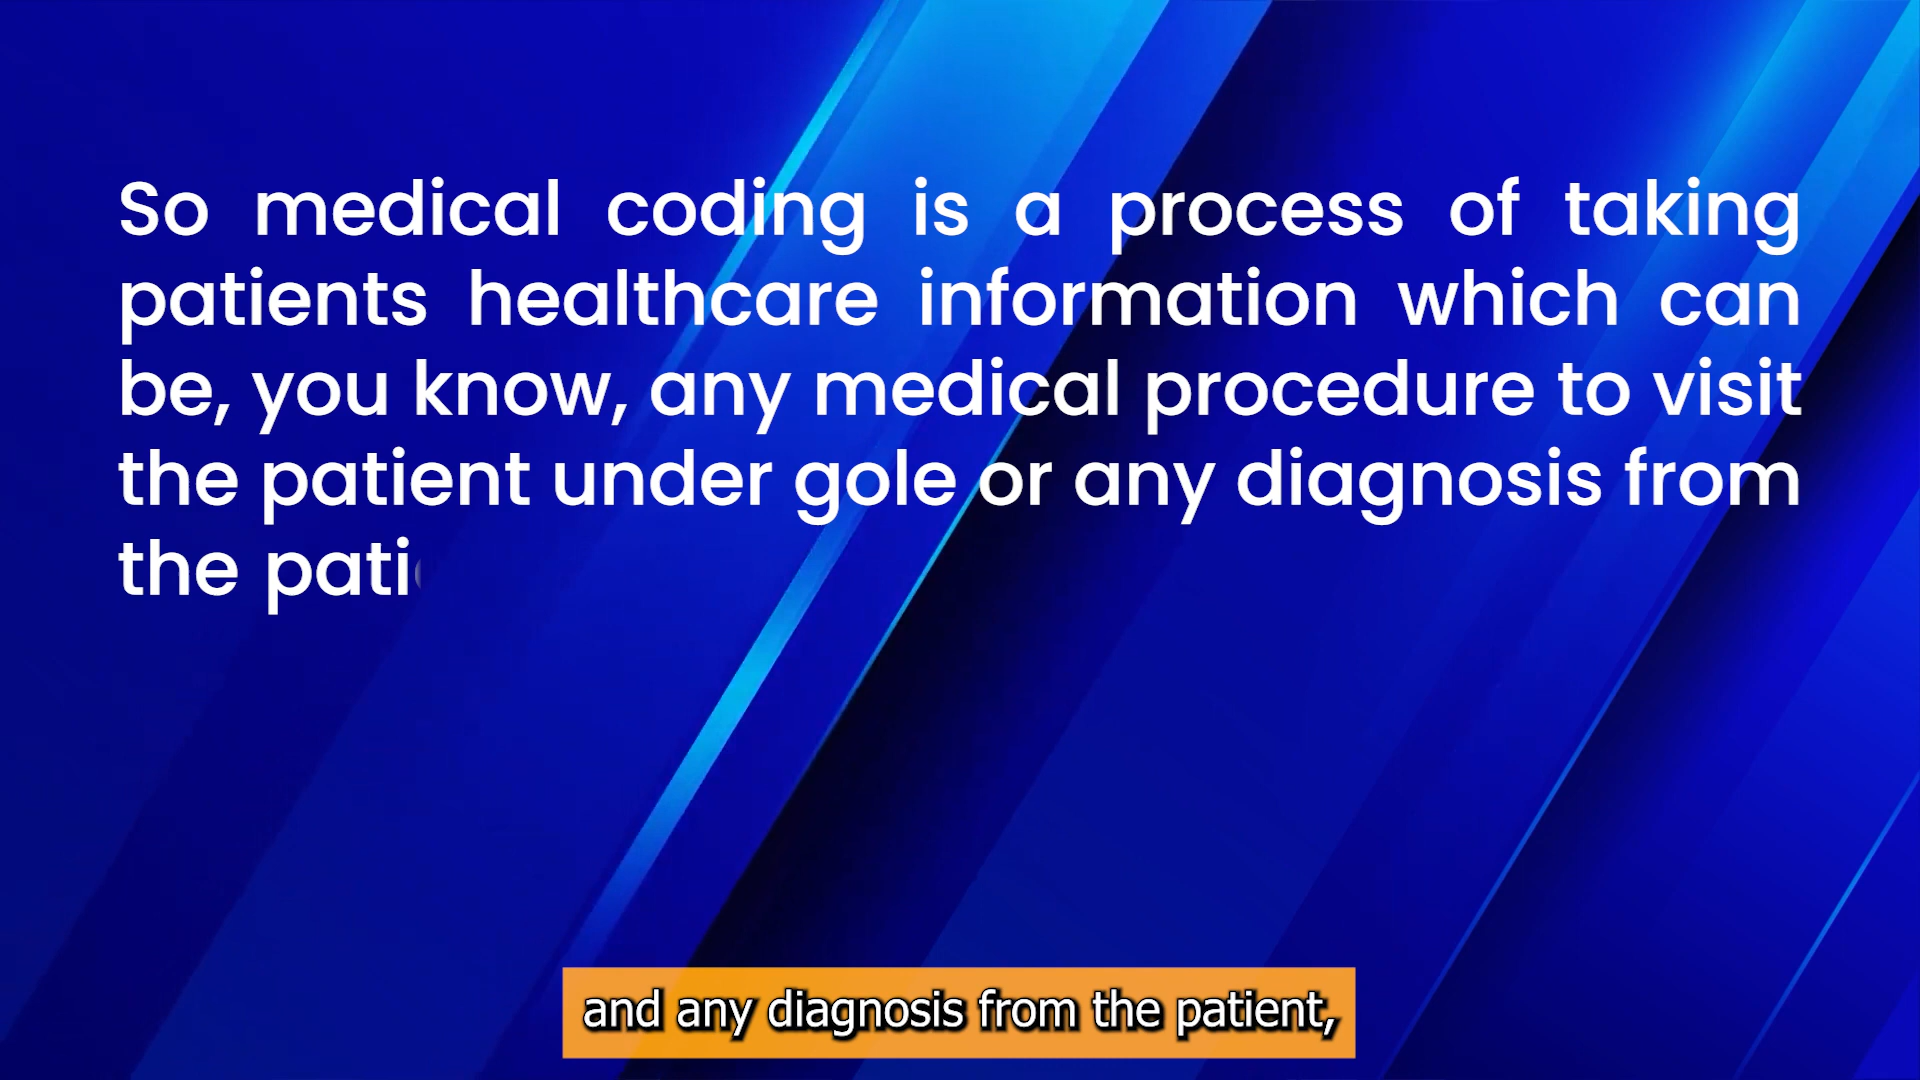 So medical coding is a process of taking
patients healthcare information which can
be, you know, any medical procedure to visit
the patient under gole or any diagnosis from
the pati
and any diagnosis from the patient,